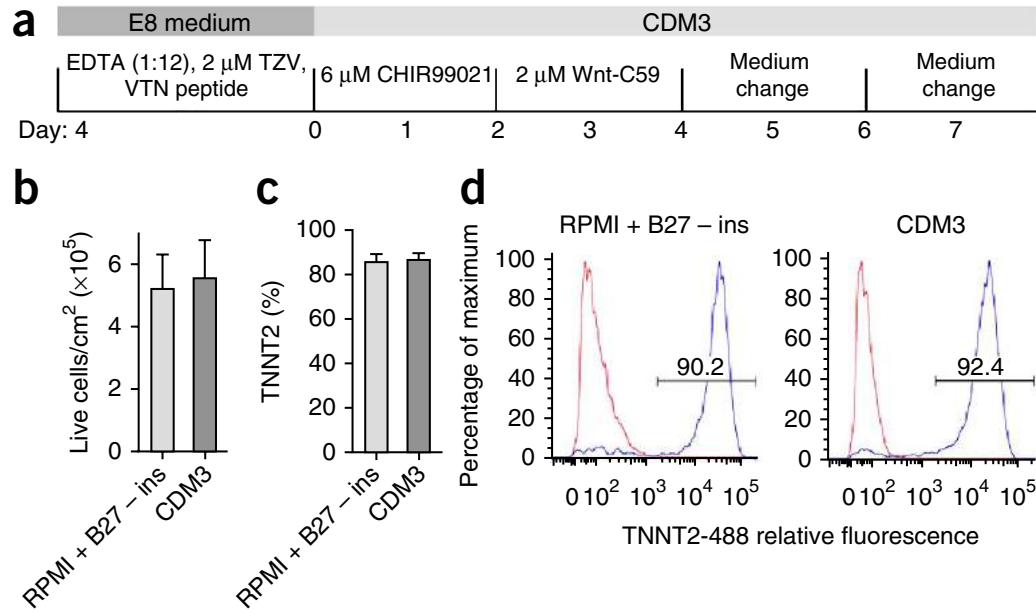 a
E8 medium CDM3
EDTA (1:12), 2 μM TZV,
VTN peptide
6 μM CHIR99021
2 μM Wnt-C59
Medium
change
Medium
change
Day: 4 0 1 2 3 4 5 6 7
b
Live cells/cm² (×10⁵)
6
4
2
0
RPMI + B27 – ins
CDM3
c
TNNT2 (%)
100
80
60
40
20
0
RPMI + B27 – ins
CDM3
d
Percentage of maximum
RPMI + B27 – ins
100
80
60
40
20
0
90.2
0 10² 10³ 10⁴ 10⁵
CDM3
100
80
60
40
20
0
92.4
0 10² 10³ 10⁴ 10⁵
TNNT2-488 relative fluorescence